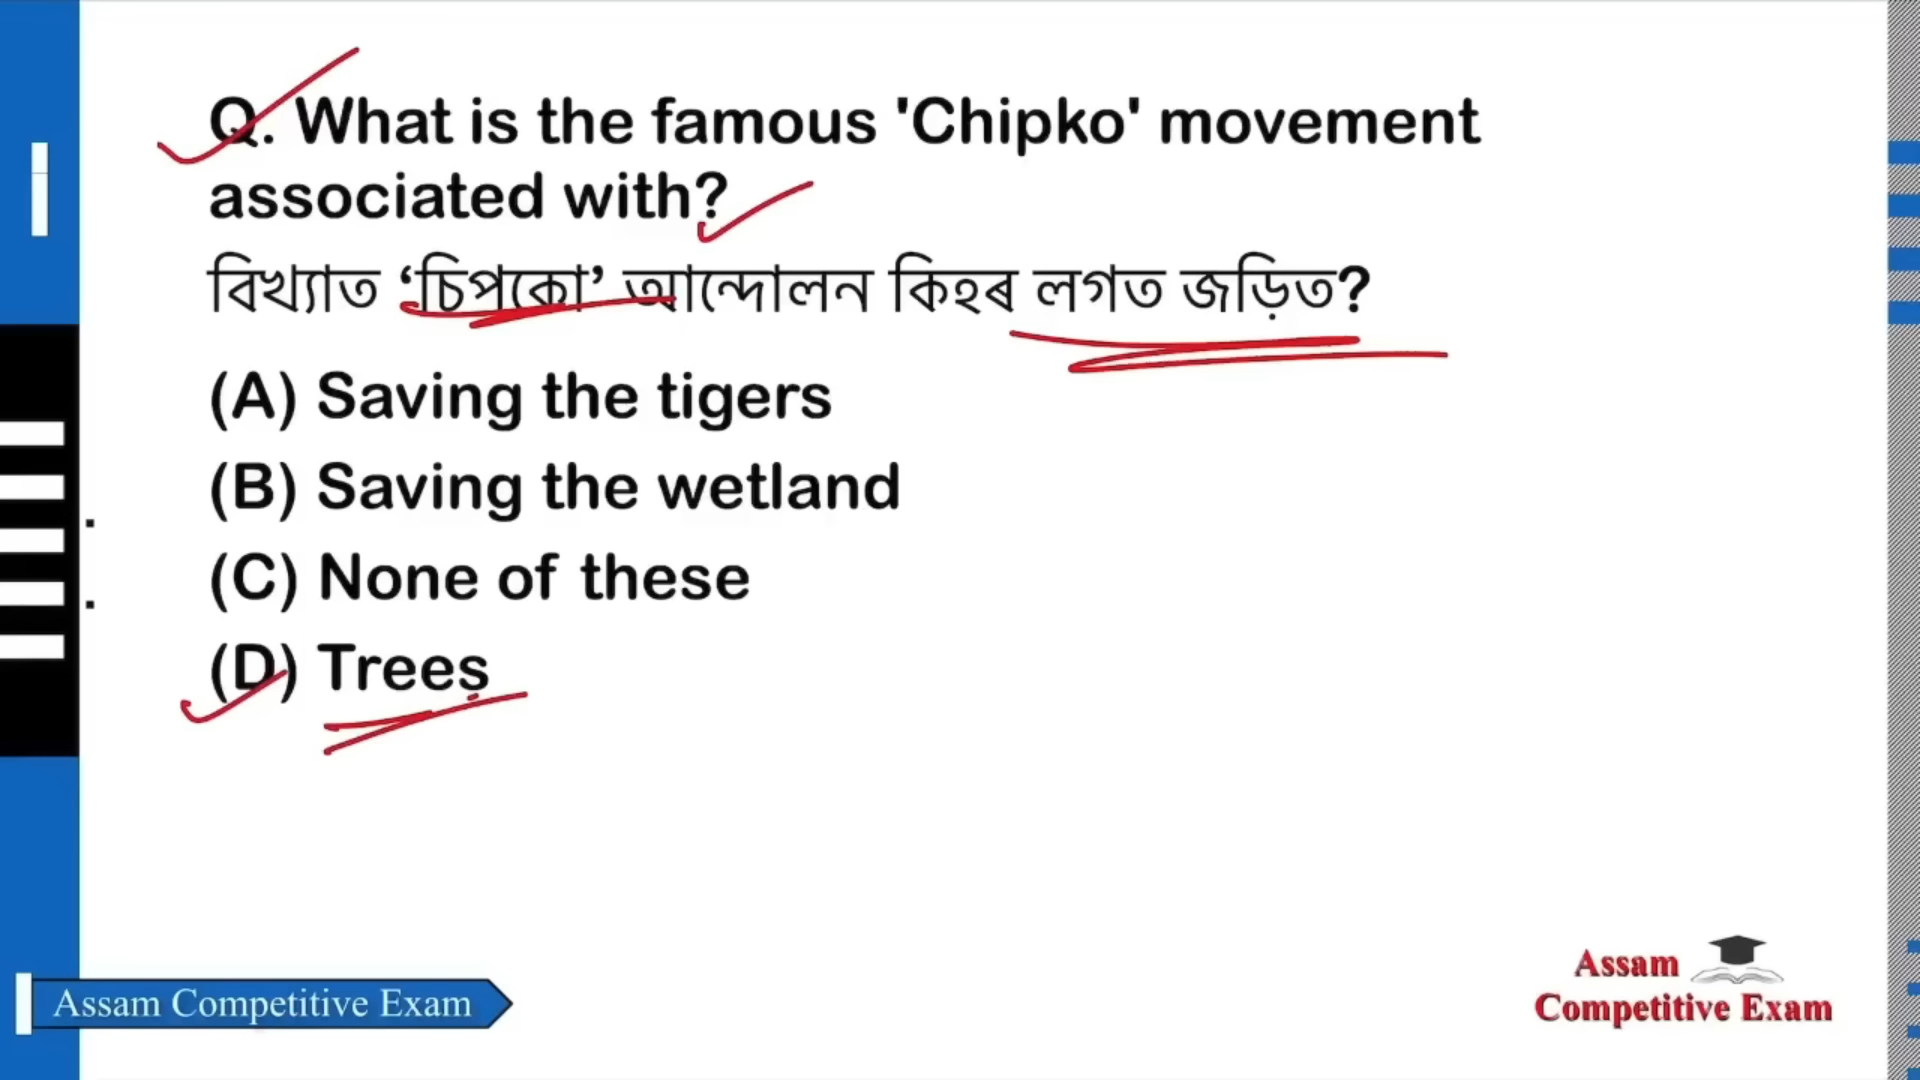 Q. What is the famous 'Chipko' movement
associated with?
বিখ্যাত ‘চিপকো’ আন্দোলন কিহৰ লগত জড়িত?
(A) Saving the tigers
(B) Saving the wetland
(C) None of these
(D) Trees
Assam Competitive Exam
Assam
Competitive Exam